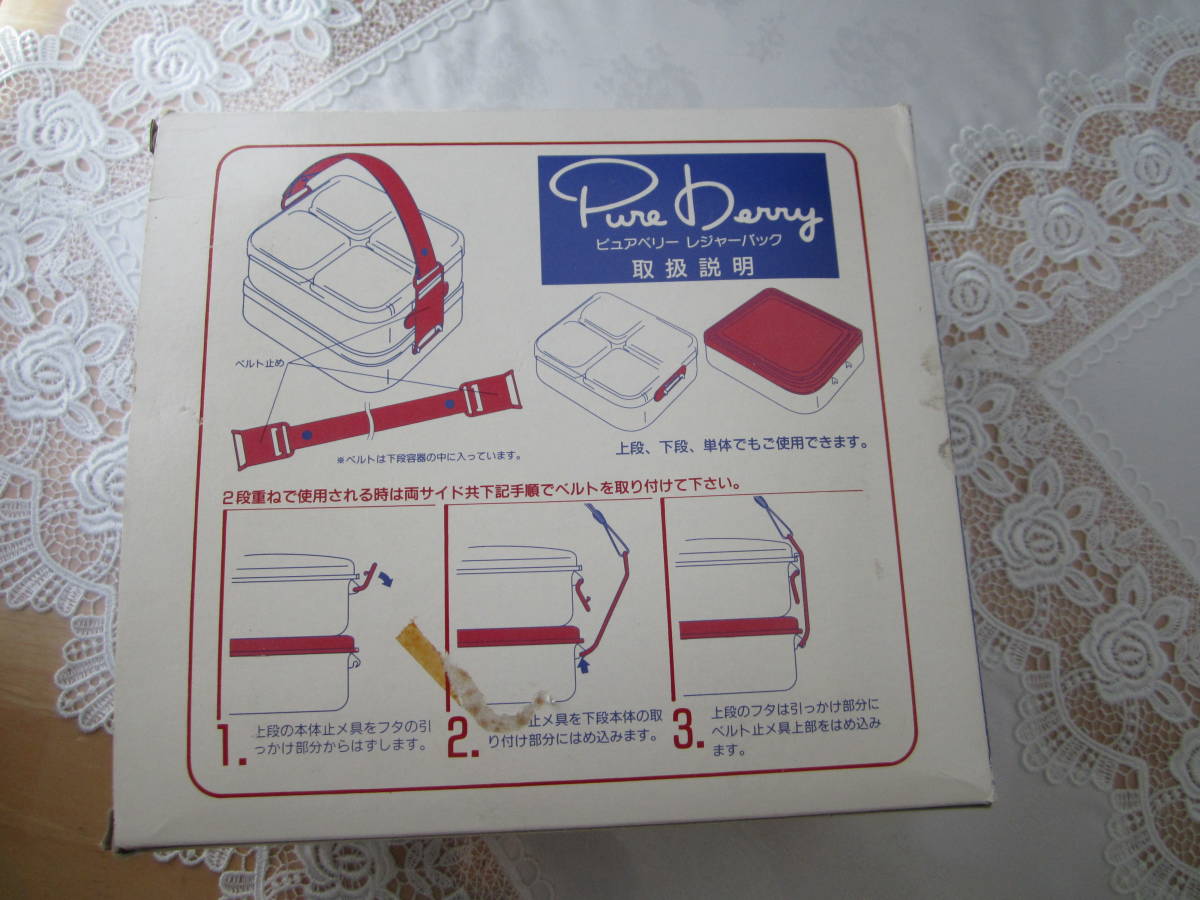 Pure Berry
ピュアベリー レジャーパック
取扱説明
ベルト止め
※ベルトは下段容器の中に入っています。
上段、下段、単体でもご使用できます。
2段重ねで使用される時は両サイド共下記手順でベルトを取り付けて下さい。
1.
上段の本体止メ具をフタの引
っかけ部分からはずします。
2.
止メ具を下段本体の取
り付け部分にはめ込みます。
3.
上段のフタは引っかけ部分に
ベルト止メ具上部をはめ込み
ます。